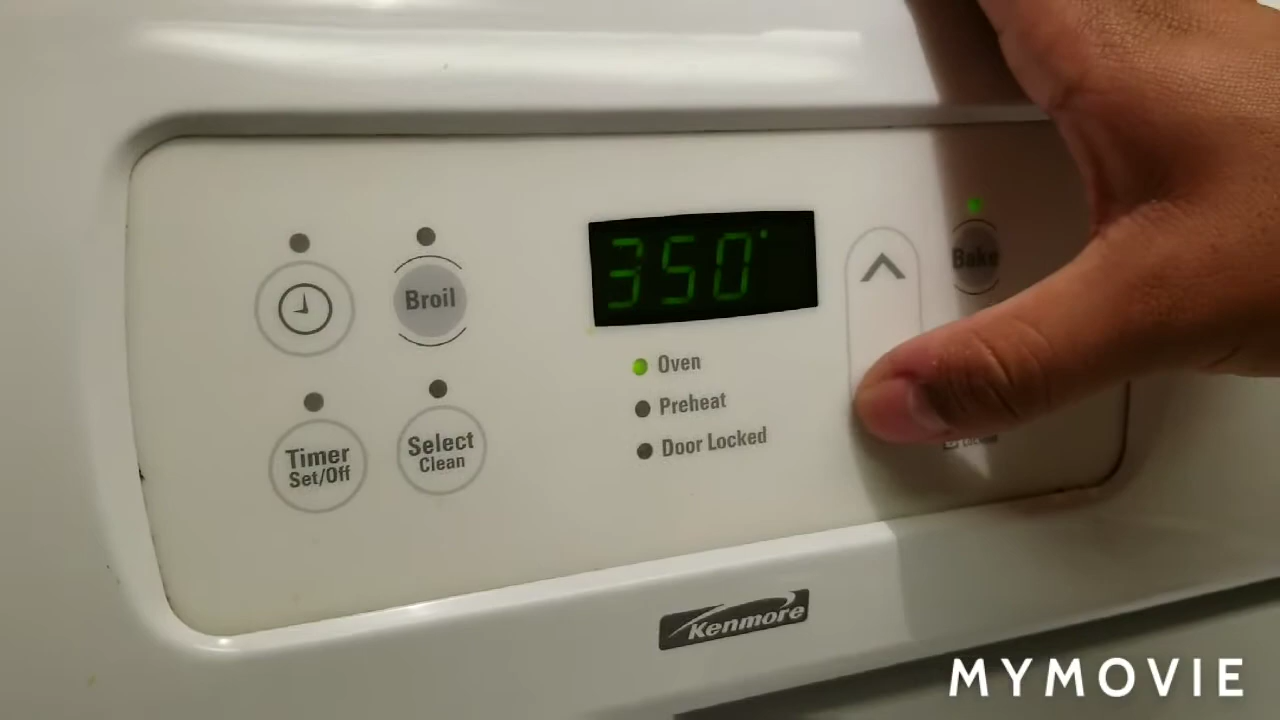 350°
Bake
Broil
Oven
Preheat
Door Locked
Timer
Set/Off
Select
Clean
Kenmore
MYMOVIE